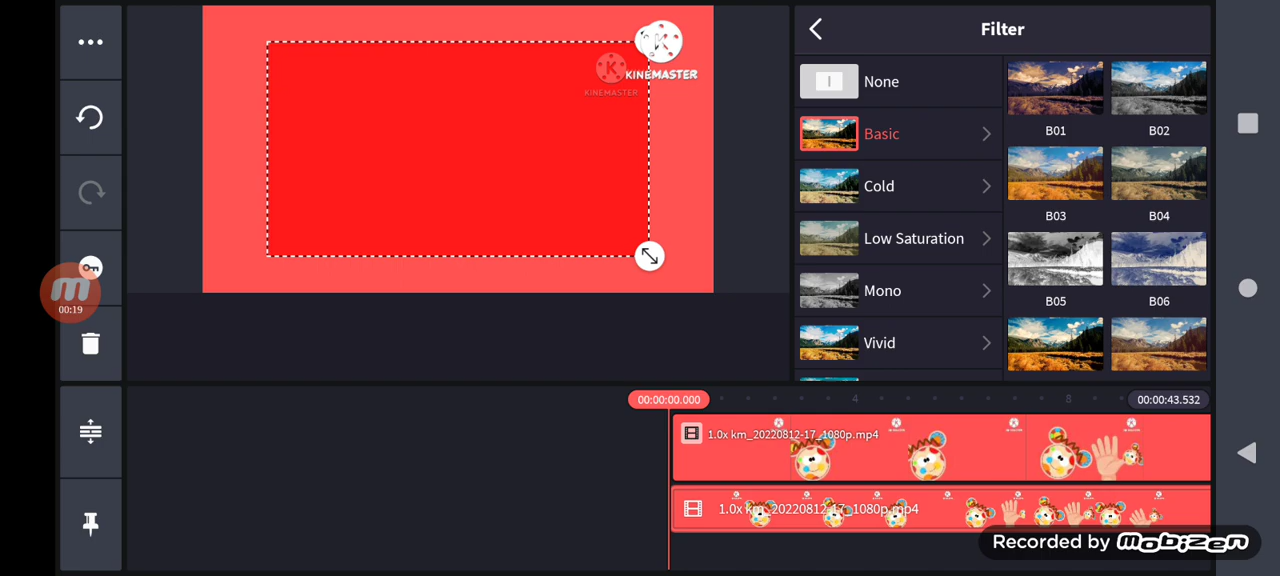 KINEMASTER
KINEMASTER
M
00:19
Filter
None
Basic
Cold
Low Saturation
Mono
Vivid
B01
B02
B03
B04
B05
B06
00:00:00.000
4
8
00:00:43.532
1.0x km_20220812-17_1080p.mp4
1.0x km_20220812-17_1080p.mp4
Recorded by mobizen